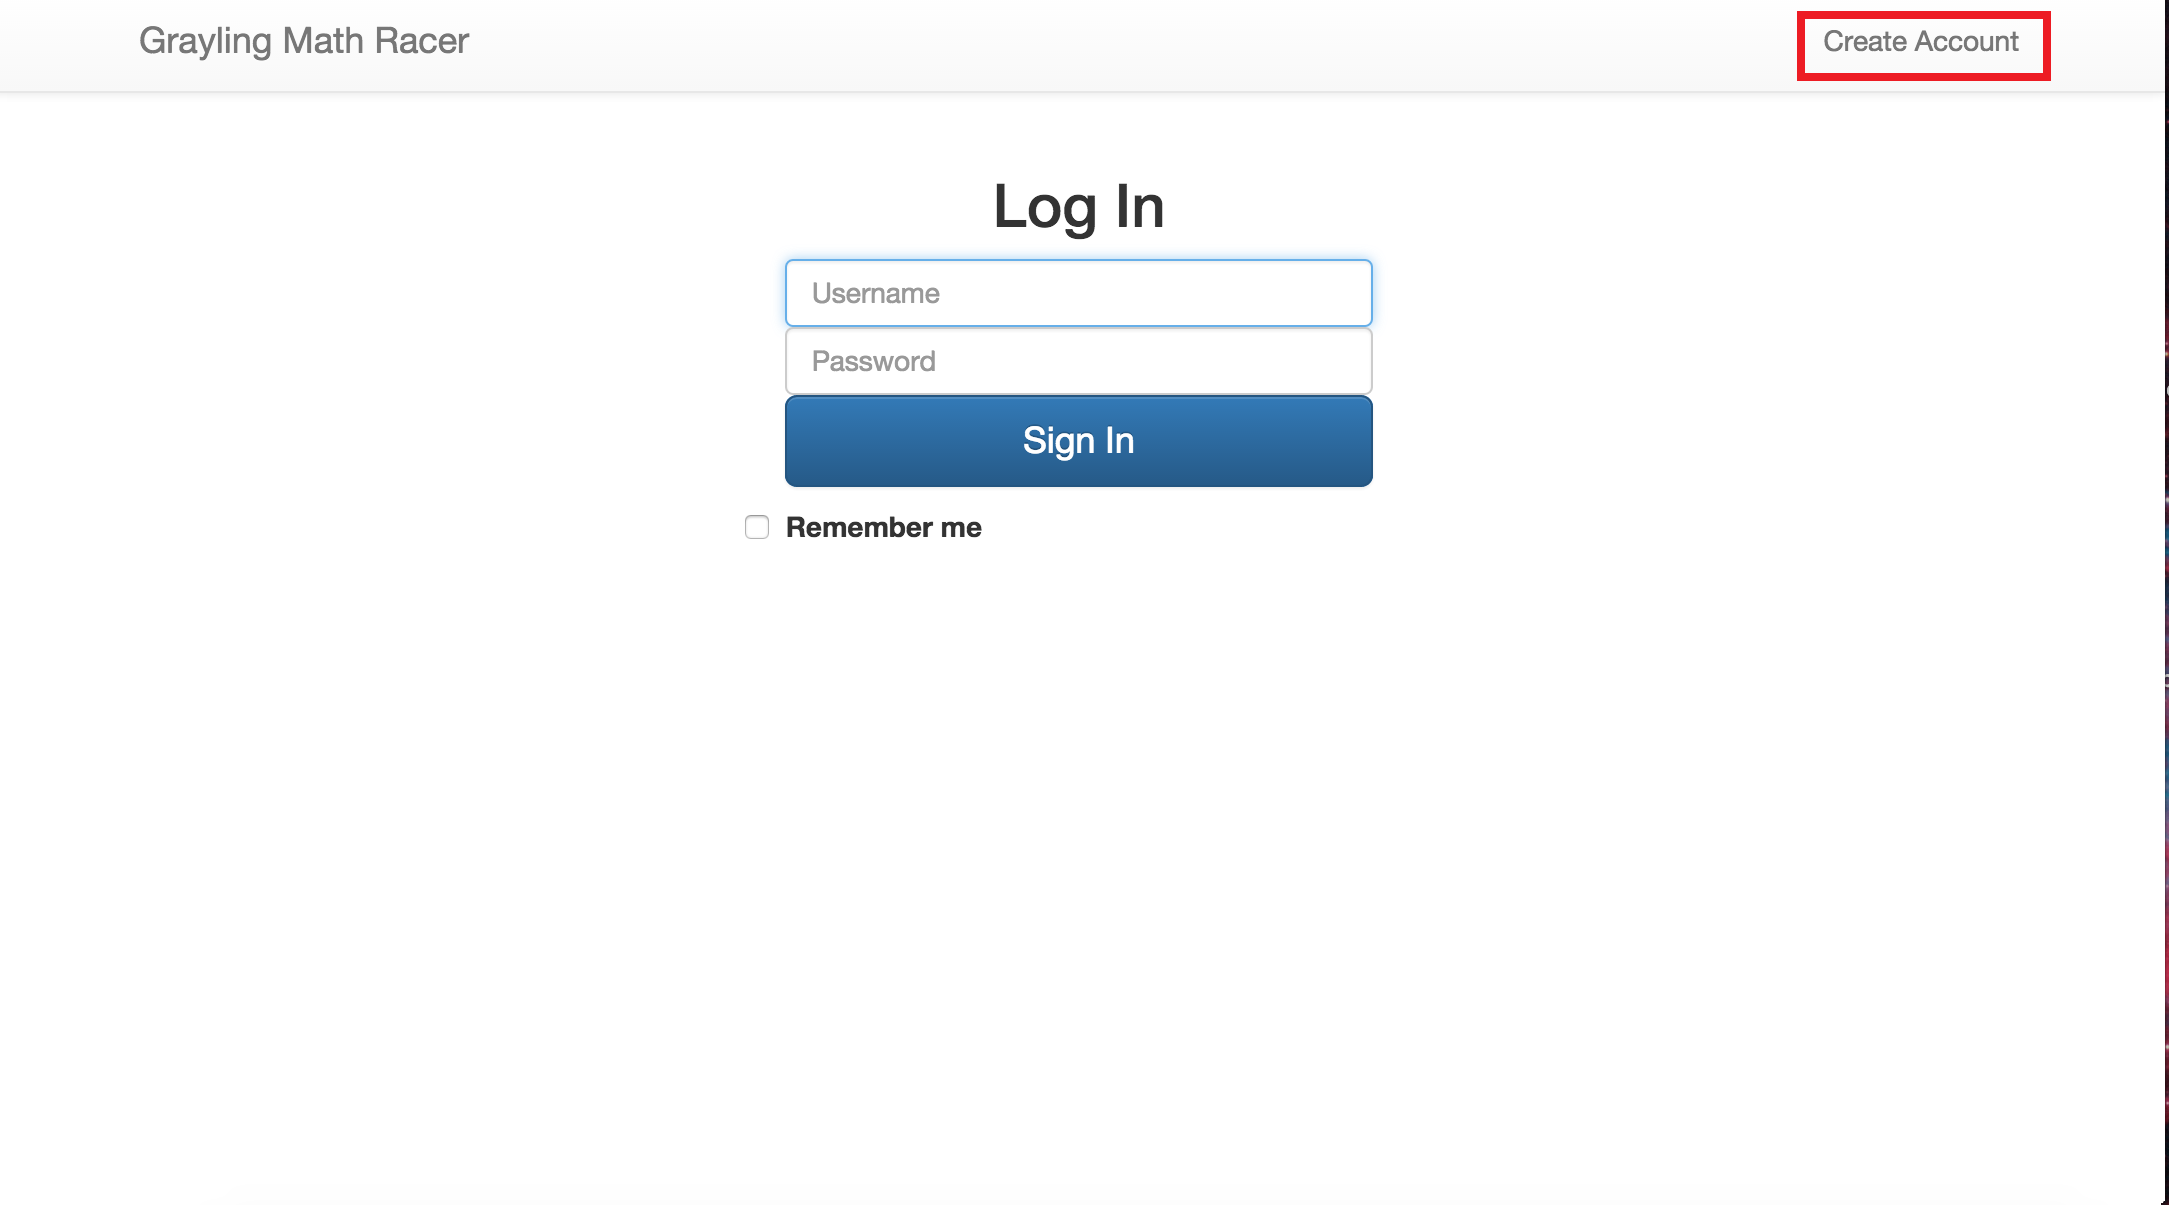 Grayling Math Racer
Create Account
Log In
Username
Password
Sign In
Remember me